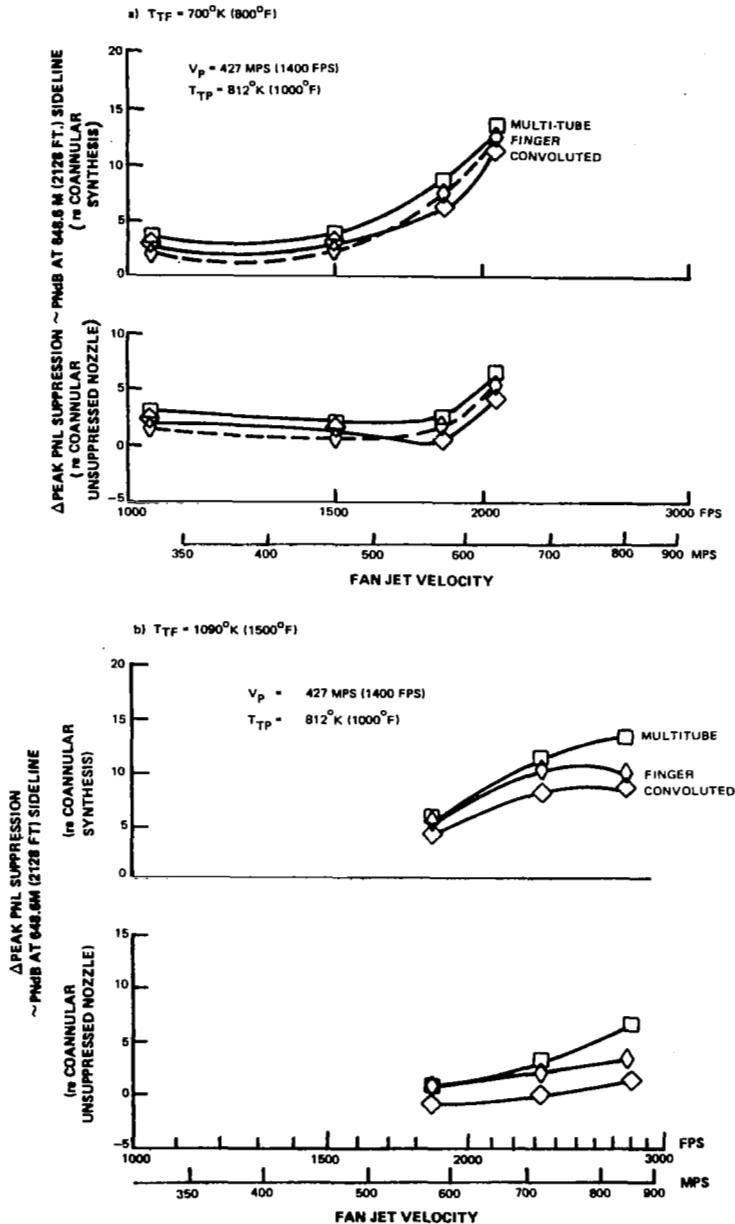 a) T_TF = 700°K (800°F)
20
15
10
5
0
V_P = 427 MPS (1400 FPS)
T_TP = 812°K (1000°F)
MULTI-TUBE
FINGER
CONVOLUTED
ΔPEAK PNL SUPPRESSION ~ PNdB AT 648.6 M (2128 FT.) SIDELINE
(re COANNULAR
SYNTHESIS)
10
5
0
-5
(re COANNULAR
UNSUPPRESSED NOZZLE)
1000
1500
2000
3000 FPS
350
400
500
600
700
800
900 MPS
FAN JET VELOCITY
b) T_TF = 1090°K (1500°F)
20
15
10
5
0
V_P = 427 MPS (1400 FPS)
T_TP = 812°K (1000°F)
MULTITUBE
FINGER
CONVOLUTED
ΔPEAK PNL SUPPRESSION
~ PNdB AT 648.6M (2128 FT) SIDELINE
(re COANNULAR
SYNTHESIS)
15
10
5
0
-5
(re COANNULAR
UNSUPPRESSED NOZZLE)
1000
1500
2000
3000
FPS
350
400
500
600
700
800
900
MPS
FAN JET VELOCITY